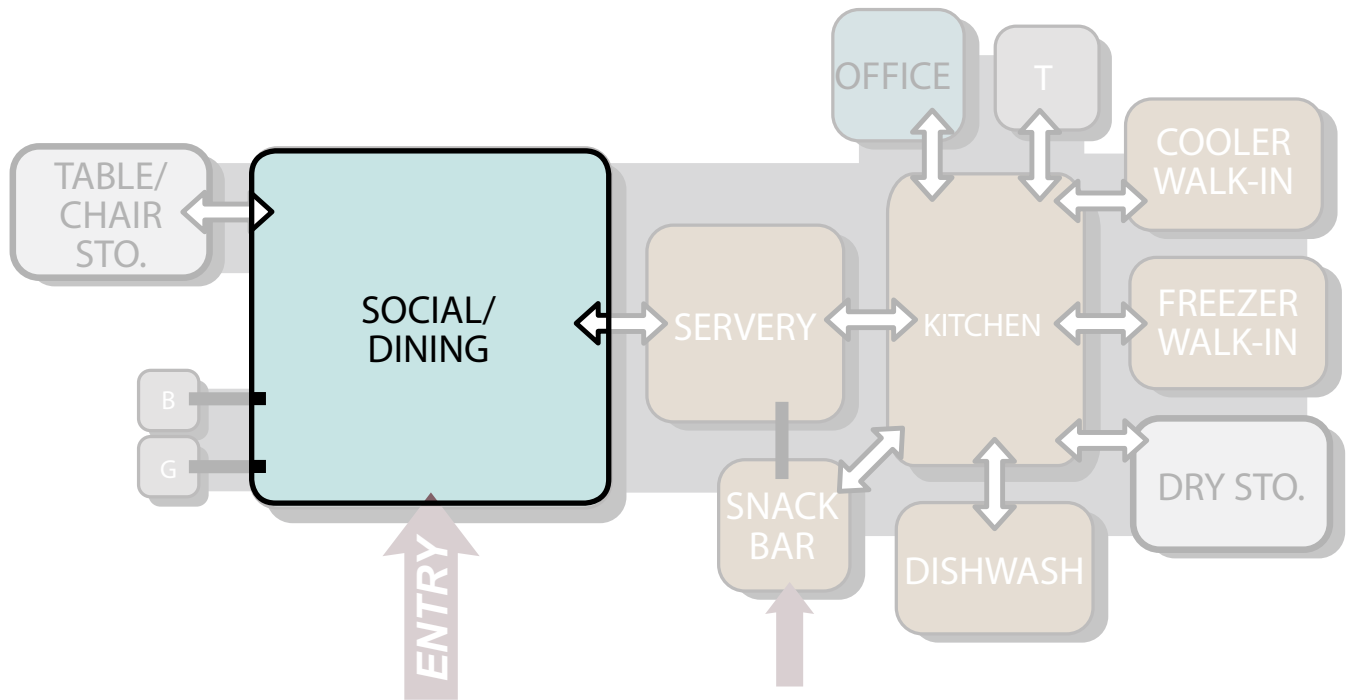 OFFICE
T
COOLER
WALK-IN
TABLE/
CHAIR
STO.
SOCIAL/
DINING
SERVERY
KITCHEN
FREEZER
WALK-IN
B
G
SNACK
BAR
DRY STO.
DISHWASH
ENTRY